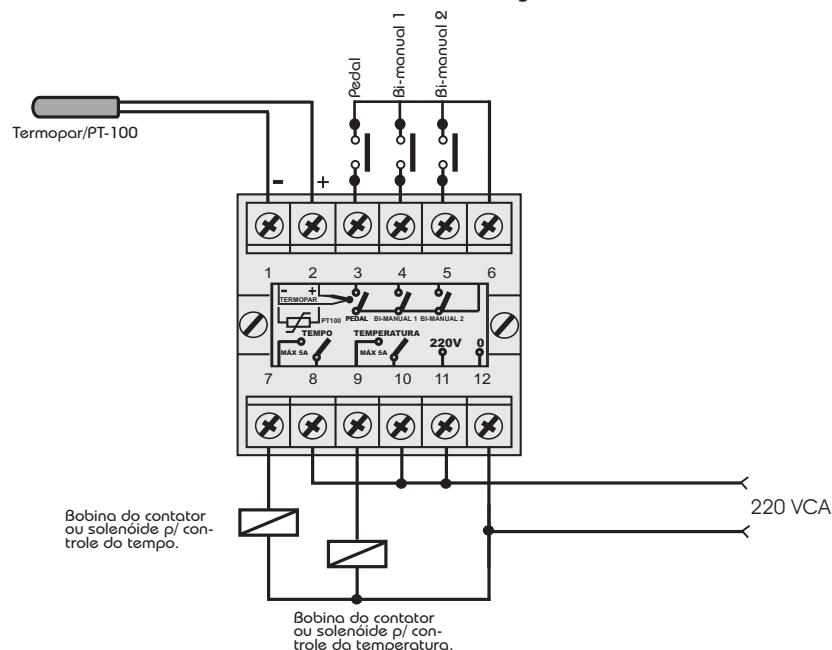 Pedal
Bi-manual 1
Bi-manual 2
Termopar/PT-100
- +
1 2 3 4 5 6
- +
TERMOPAR
PT100
PEDAL BI-MANUAL 1 BI-MANUAL 2
TEMPO TEMPERATURA
MÁX 5A MÁX 5A 220V 0
7 8 9 10 11 12
220 VCA
Bobina do contator
ou solenóide p/ con-
trole do tempo.
Bobina do contator
ou solenóide p/ con-
trole da temperatura.